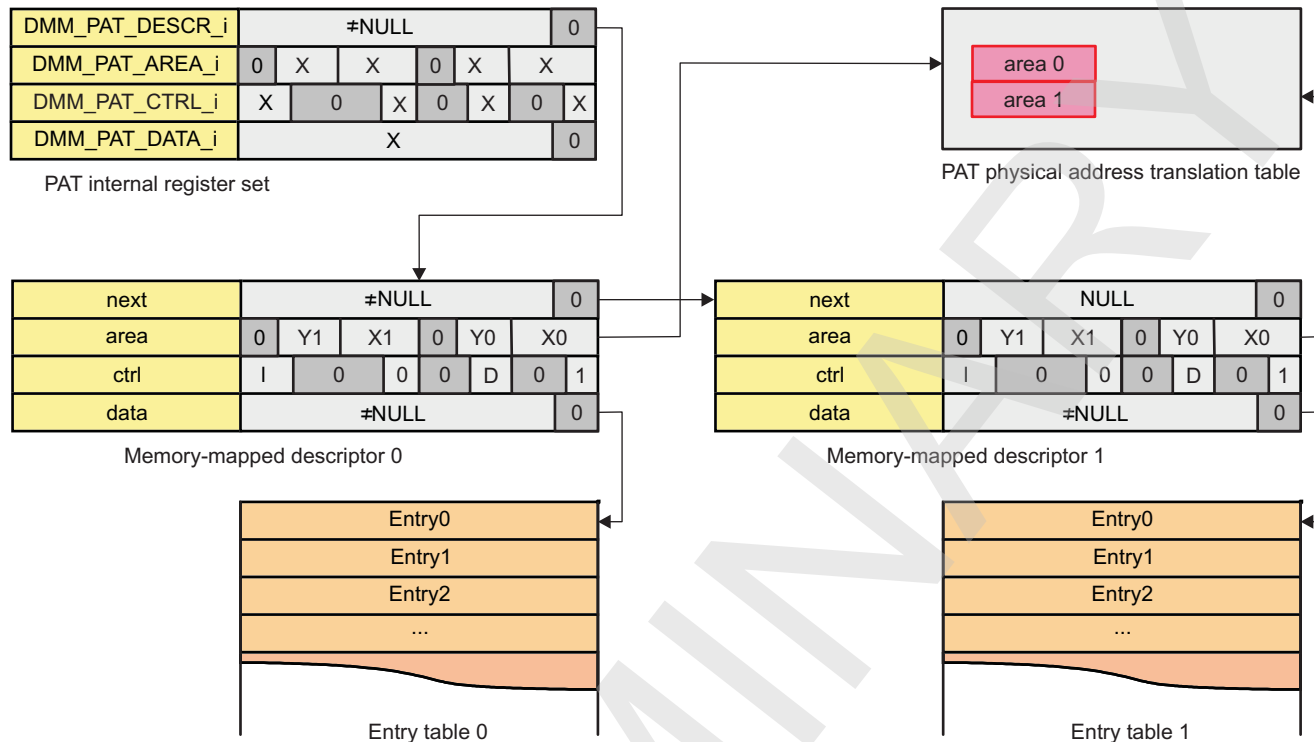 DMM_PAT_DESCR_i ≠NULL 0
DMM_PAT_AREA_i 0 X X 0 X X
DMM_PAT_CTRL_i X 0 X 0 X 0 X
DMM_PAT_DATA_i X 0
PAT internal register set
area 0
area 1
PAT physical address translation table
next ≠NULL 0
area 0 Y1 X1 0 Y0 X0
ctrl I 0 0 0 D 0 1
data ≠NULL 0
Memory-mapped descriptor 0
next NULL 0
area 0 Y1 X1 0 Y0 X0
ctrl I 0 0 0 D 0 1
data ≠NULL 0
Memory-mapped descriptor 1
Entry0
Entry1
Entry2
...
Entry table 0
Entry0
Entry1
Entry2
...
Entry table 1
MINARY